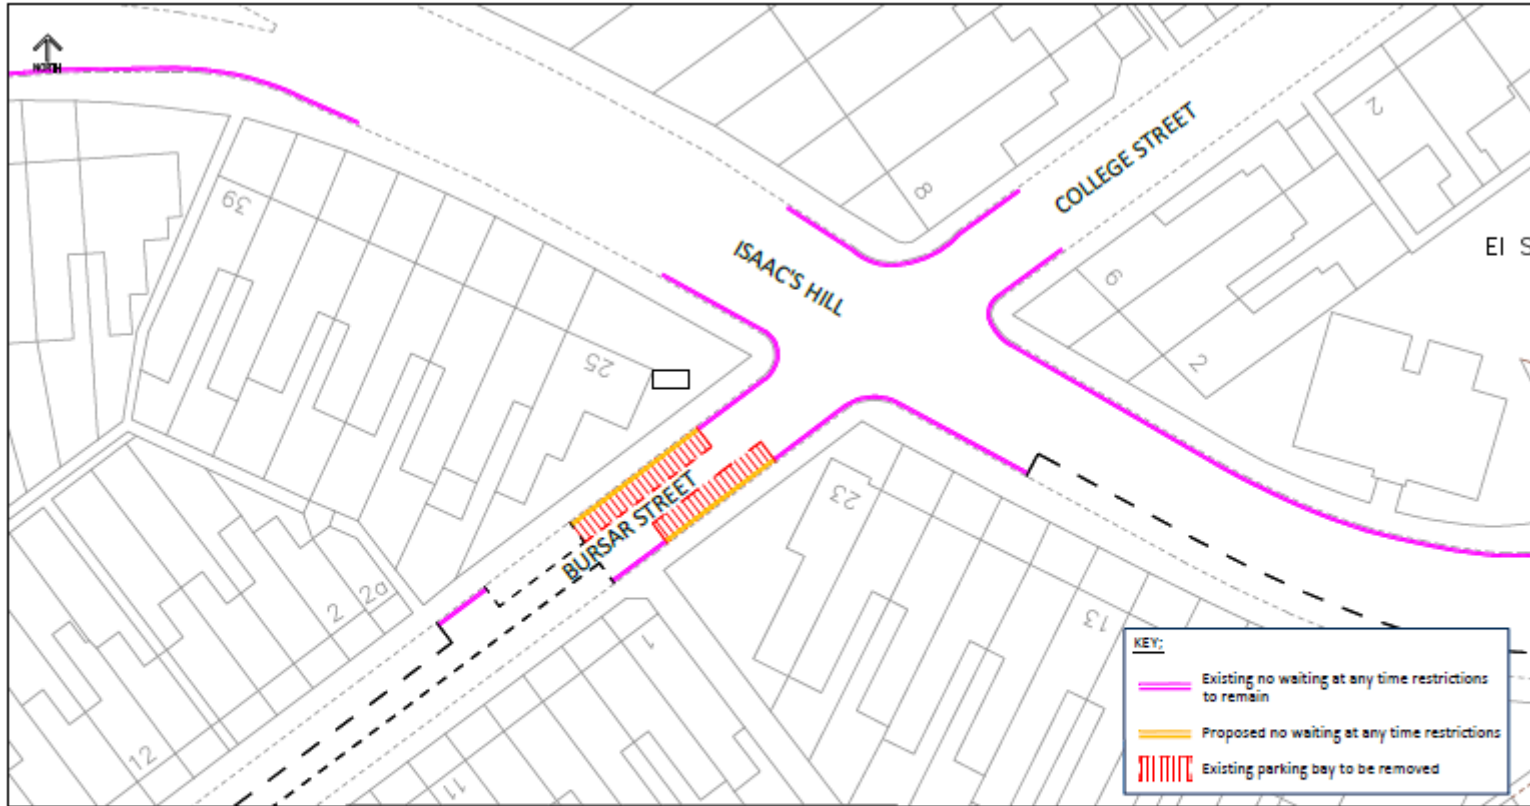 NORTH
COLLEGE STREET
ISAAC'S HILL
BURSAR STREET
39
25
8
2
6
2
El S
23
13
2
2a
1
12
11
KEY:
Existing no waiting at any time restrictions
to remain
Proposed no waiting at any time restrictions
Existing parking bay to be removed